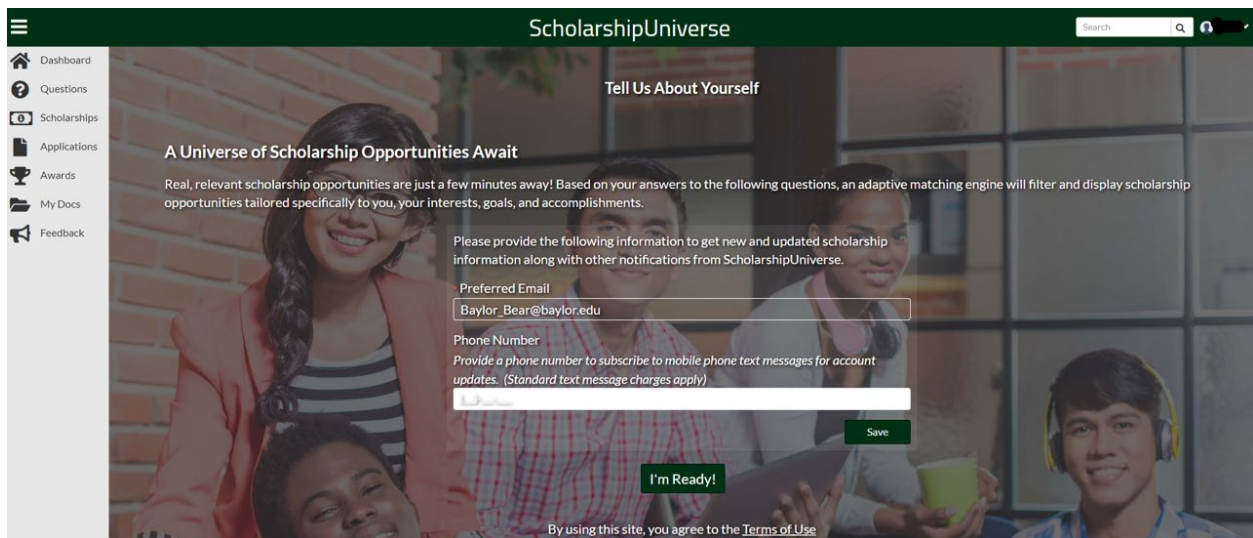 ScholarshipUniverse
Search
Dashboard
Questions
Scholarships
Applications
Awards
My Docs
Feedback
Tell Us About Yourself
A Universe of Scholarship Opportunities Await
Real, relevant scholarship opportunities are just a few minutes away! Based on your answers to the following questions, an adaptive matching engine will filter and display scholarship
opportunities tailored specifically to you, your interests, goals, and accomplishments.
Please provide the following information to get new and updated scholarship
information along with other notifications from ScholarshipUniverse.
* Preferred Email
Baylor_Bear@baylor.edu
Phone Number
Provide a phone number to subscribe to mobile phone text messages for account
updates. (Standard text message charges apply)
(__) __-__
Save
I'm Ready!
By using this site, you agree to the Terms of Use